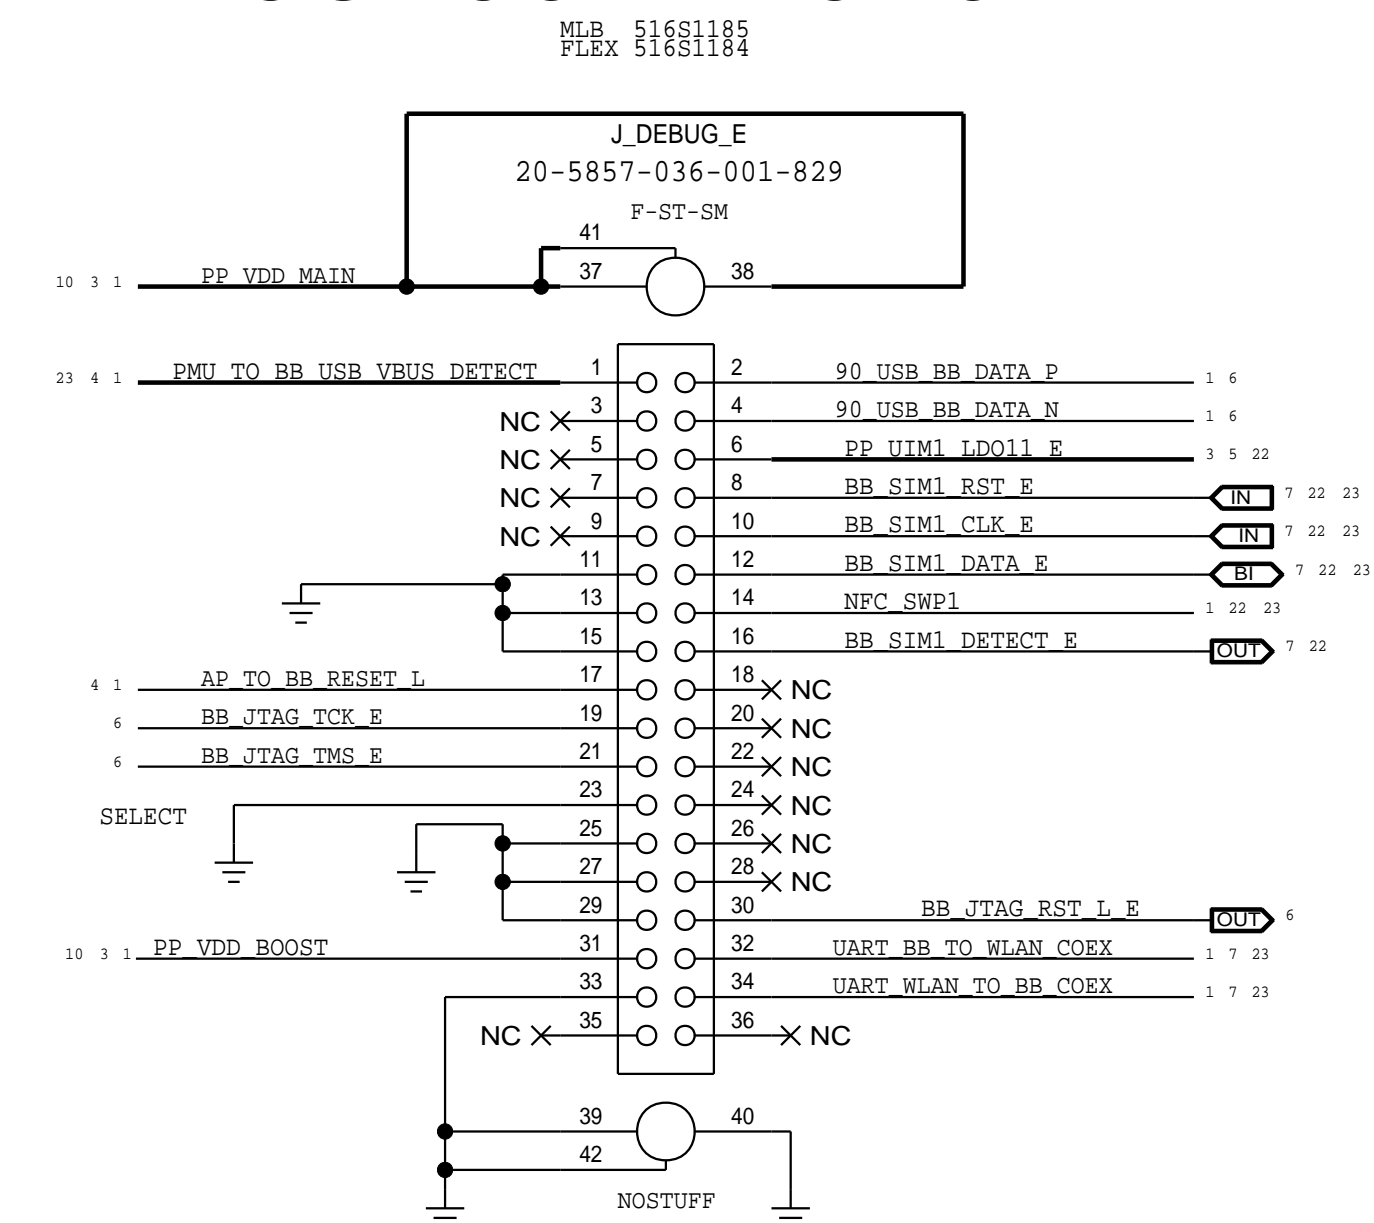 MLB 516S1185
FLEX 516S1184
J_DEBUG_E
20-5857-036-001-829
F-ST-SM
41
10 3 1 PP_VDD_MAIN 37 38
23 4 1 PMU_TO_BB_USB_VBUS_DETECT 1 2 90_USB_BB_DATA_P 1 6
NC 3 4 90_USB_BB_DATA_N 1 6
NC 5 6 PP_UIM1_LDO11_E 3 5 22
NC 7 8 BB_SIM1_RST_E IN 7 22 23
NC 9 10 BB_SIM1_CLK_E IN 7 22 23
11 12 BB_SIM1_DATA_E BI 7 22 23
13 14 NFC_SWP1 1 22 23
15 16 BB_SIM1_DETECT_E OUT 7 22
4 1 AP_TO_BB_RESET_L 17 18 NC
6 BB_JTAG_TCK_E 19 20 NC
6 BB_JTAG_TMS_E 21 22 NC
SELECT 23 24 NC
25 26 NC
27 28 NC
29 30 BB_JTAG_RST_L_E OUT 6
10 3 1 PP_VDD_BOOST 31 32 UART_BB_TO_WLAN_COEX 1 7 23
33 34 UART_WLAN_TO_BB_COEX 1 7 23
NC 35 36 NC
39 40
42
NOSTUFF